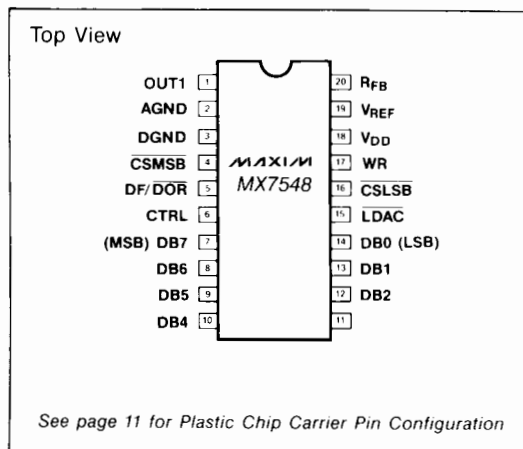 Top View
OUT1 1 20 RFB
AGND 2 19 VREF
DGND 3 18 VDD
CSMSB 4 MAXIM 17 WR
DF/DOR 5 MX7548 16 CSLSB
CTRL 6 15 LDAC
(MSB) DB7 7 14 DB0 (LSB)
DB6 8 13 DB1
DB5 9 12 DB2
DB4 10 11
See page 11 for Plastic Chip Carrier Pin Configuration